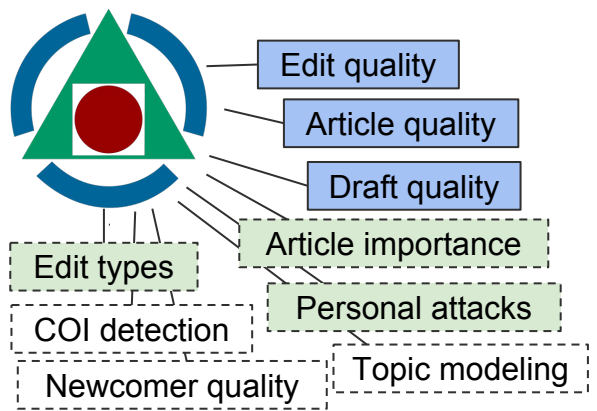 Edit quality
Article quality
Draft quality
Article importance
Edit types
Personal attacks
COI detection
Topic modeling
Newcomer quality